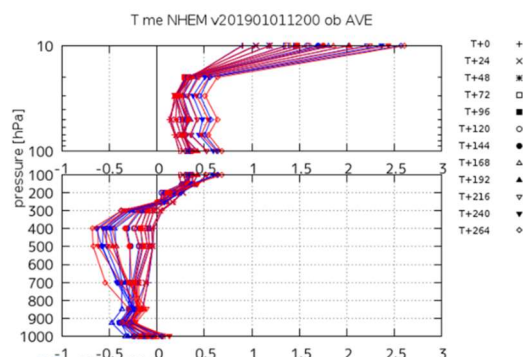 T me NHEM v201901011200 ob AVE
10
100
-1 -0.5 0 0.5 1 1.5 2 2.5 3
pressure [hPa]
100
200
300
400
500
600
700
800
900
1000
-1 -0.5 0 0.5 1 1.5 2 2.5 3
T+0
T+24
T+48
T+72
T+96
T+120
T+144
T+168
T+192
T+216
T+240
T+264